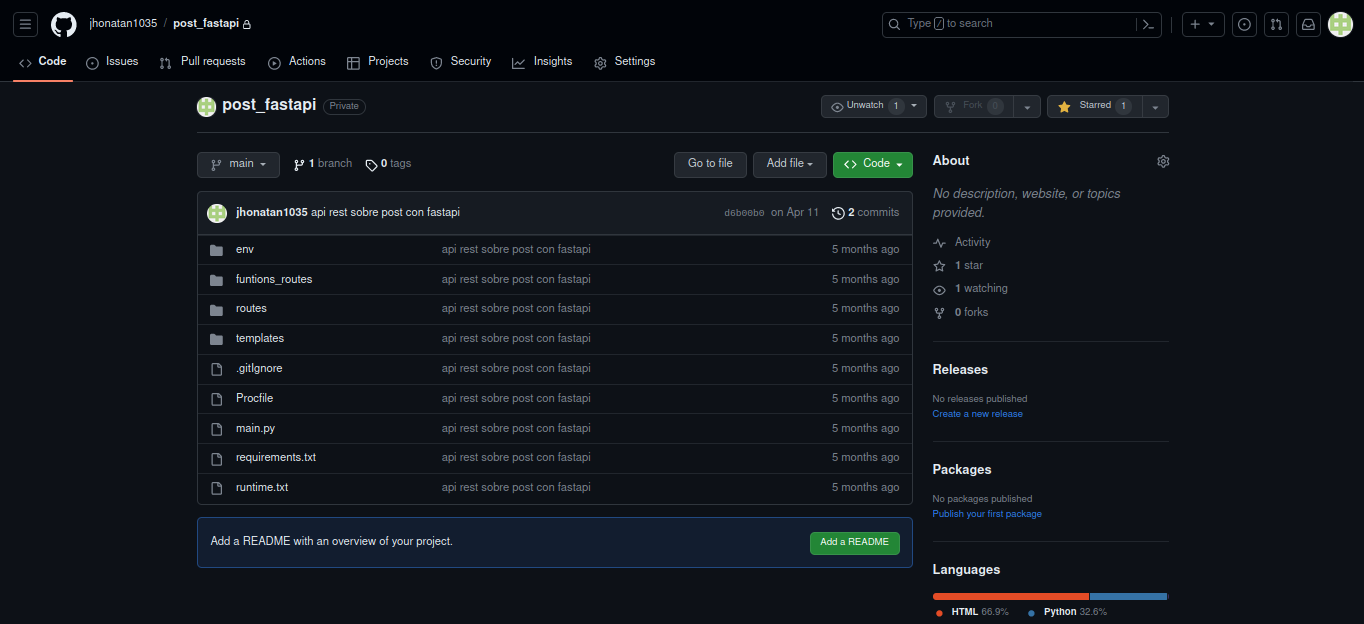 jhonatan1035 / post_fastapi
Type / to search
Code
Issues
Pull requests
Actions
Projects
Security
Insights
Settings
post_fastapi Private
Unwatch 1
Fork 0
Starred 1
main
1 branch
0 tags
Go to file
Add file
Code
jhonatan1035 api rest sobre post con fastapi d6b00b0 on Apr 11 2 commits
env api rest sobre post con fastapi 5 months ago
funtions_routes api rest sobre post con fastapi 5 months ago
routes api rest sobre post con fastapi 5 months ago
templates api rest sobre post con fastapi 5 months ago
.gitIgnore api rest sobre post con fastapi 5 months ago
Procfile api rest sobre post con fastapi 5 months ago
main.py api rest sobre post con fastapi 5 months ago
requirements.txt api rest sobre post con fastapi 5 months ago
runtime.txt api rest sobre post con fastapi 5 months ago
Add a README with an overview of your project.
Add a README
About
No description, website, or topics
provided.
Activity
1 star
1 watching
0 forks
Releases
No releases published
Create a new release
Packages
No packages published
Publish your first package
Languages
HTML 66.9% Python 32.6%